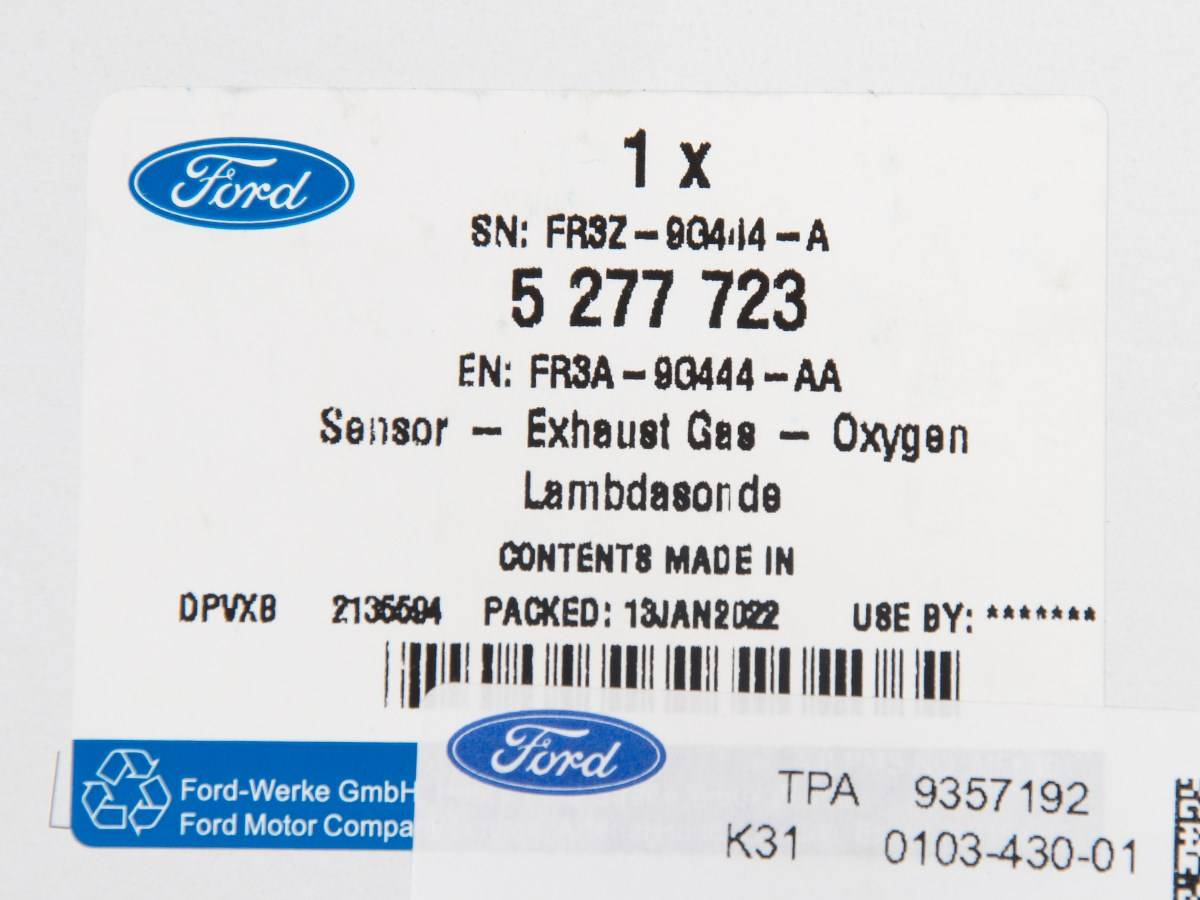 Ford
1 x
SN: FR3Z-9G444-A
5 277 723
EN: FR3A-9G444-AA
Sensor - Exhaust Gas - Oxygen
Lambdasonde
CONTENTS MADE IN
DPVXB 2135594 PACKED: 13JAN2022 USE BY: *******
Ford-Werke GmbH
Ford Motor Compa
Ford
TPA 9357192
K31 0103-430-01